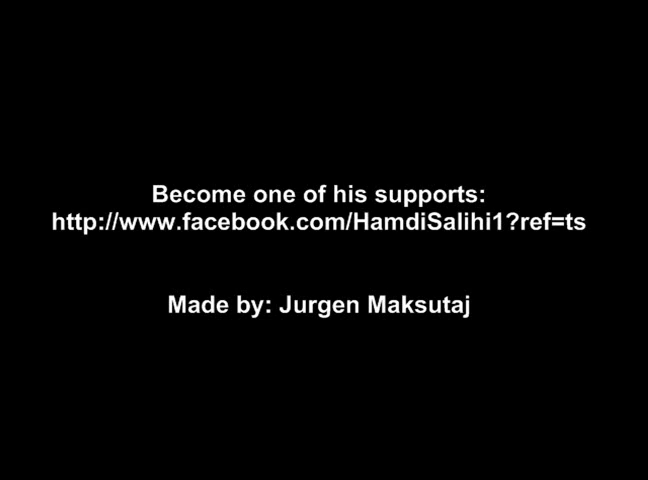 Become one of his supports:
http://www.facebook.com/HamdiSalihi1?ref=ts
Made by: Jurgen Maksutaj